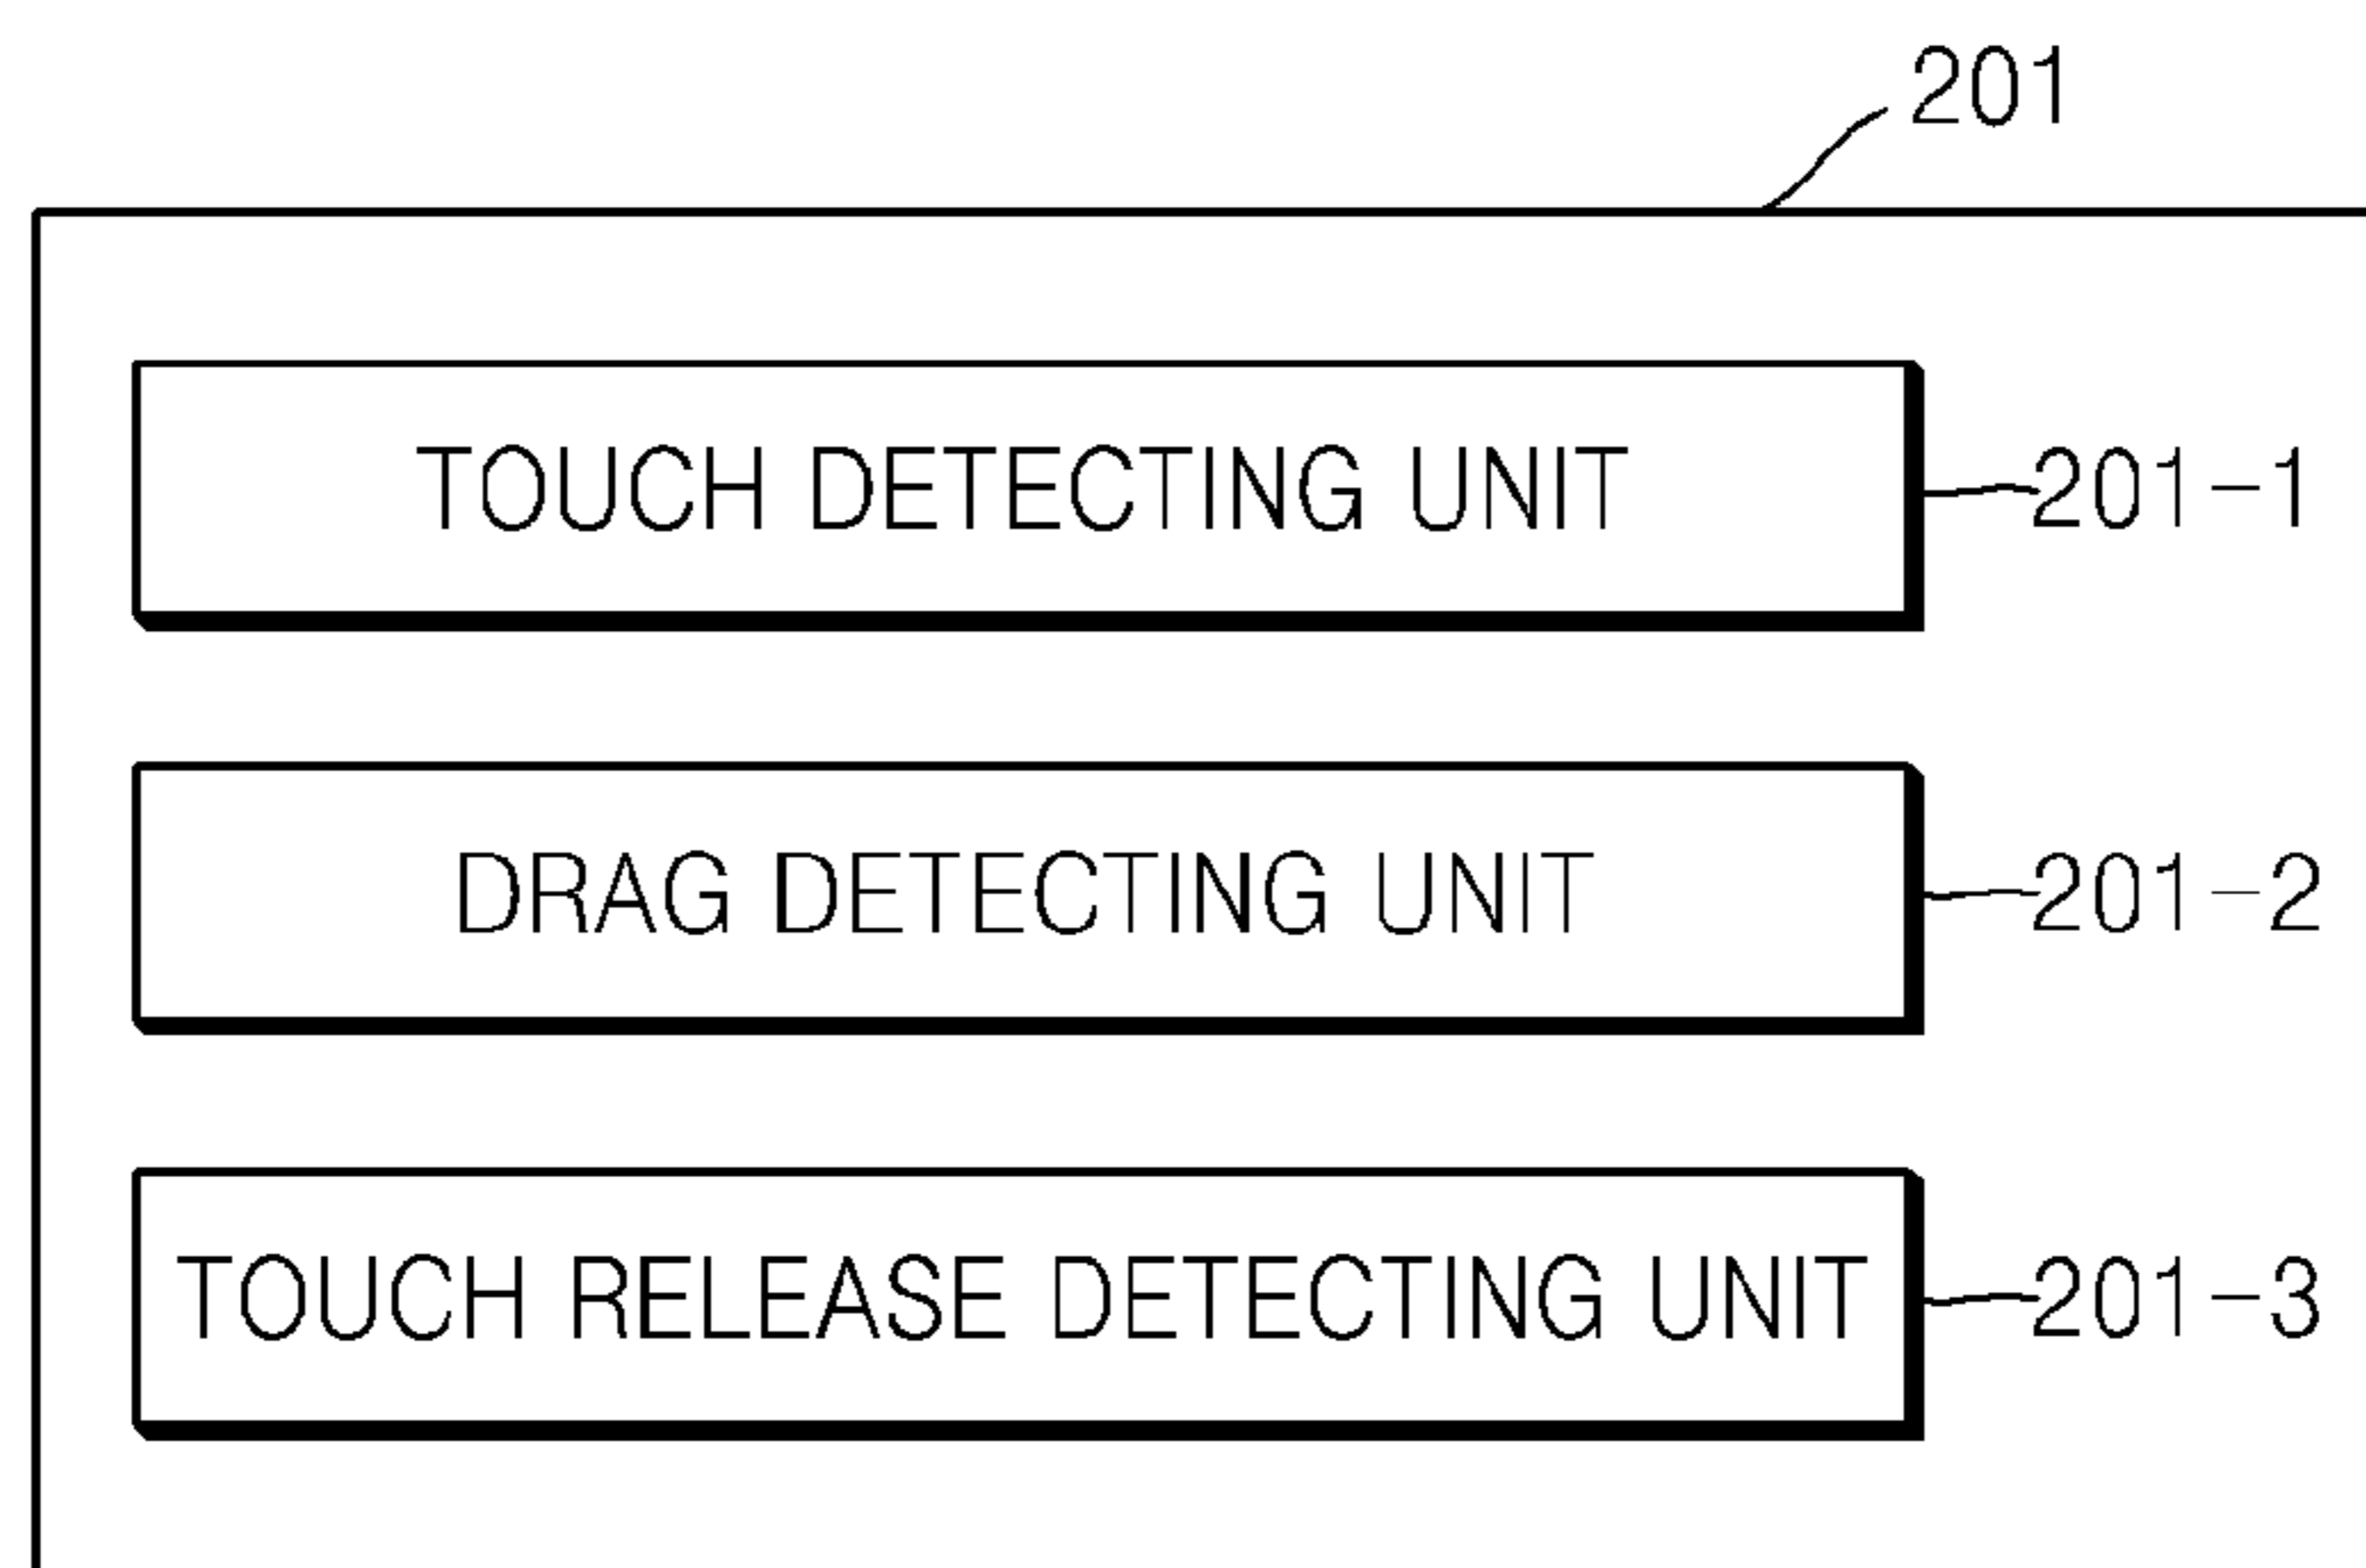 201
TOUCH DETECTING UNIT 201-1
DRAG DETECTING UNIT 201-2
TOUCH RELEASE DETECTING UNIT 201-3